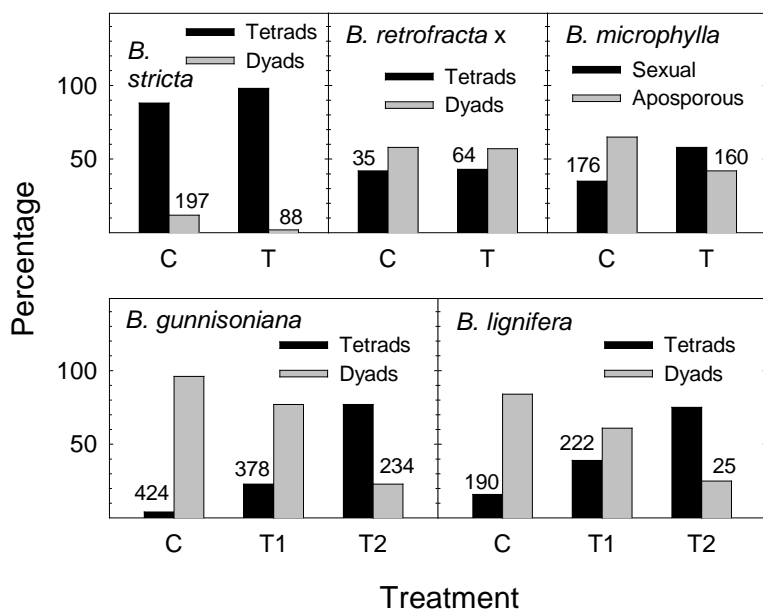 B. stricta
Tetrads
Dyads
B. retrofracta x
Tetrads
Dyads
B. microphylla
Sexual
Aposporous
100
50
197
88
35
64
176
160
C T
C T
C T
Percentage
B. gunnisoniana
Tetrads
Dyads
B. lignifera
Tetrads
Dyads
100
50
424
378
234
190
222
25
C T1 T2
C T1 T2
Treatment